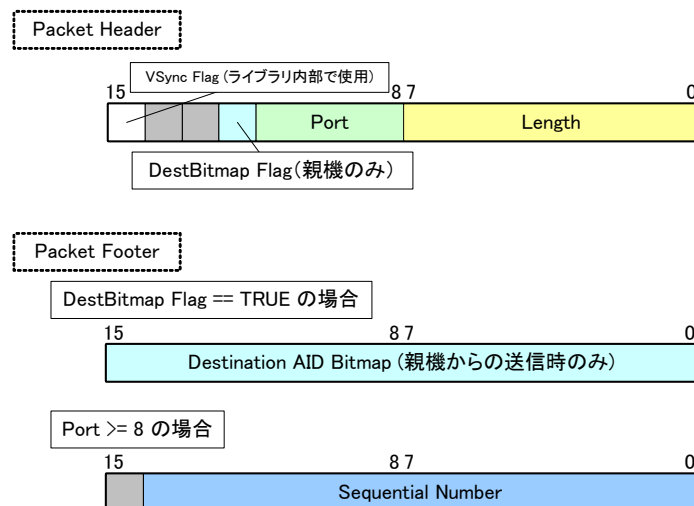 Packet Header
VSync Flag (ライブラリ内部で使用)
15 8 7 0
Port Length
DestBitmap Flag(親機のみ)
Packet Footer
DestBitmap Flag == TRUE の場合
15 8 7 0
Destination AID Bitmap (親機からの送信時のみ)
Port >= 8 の場合
15 8 7 0
Sequential Number